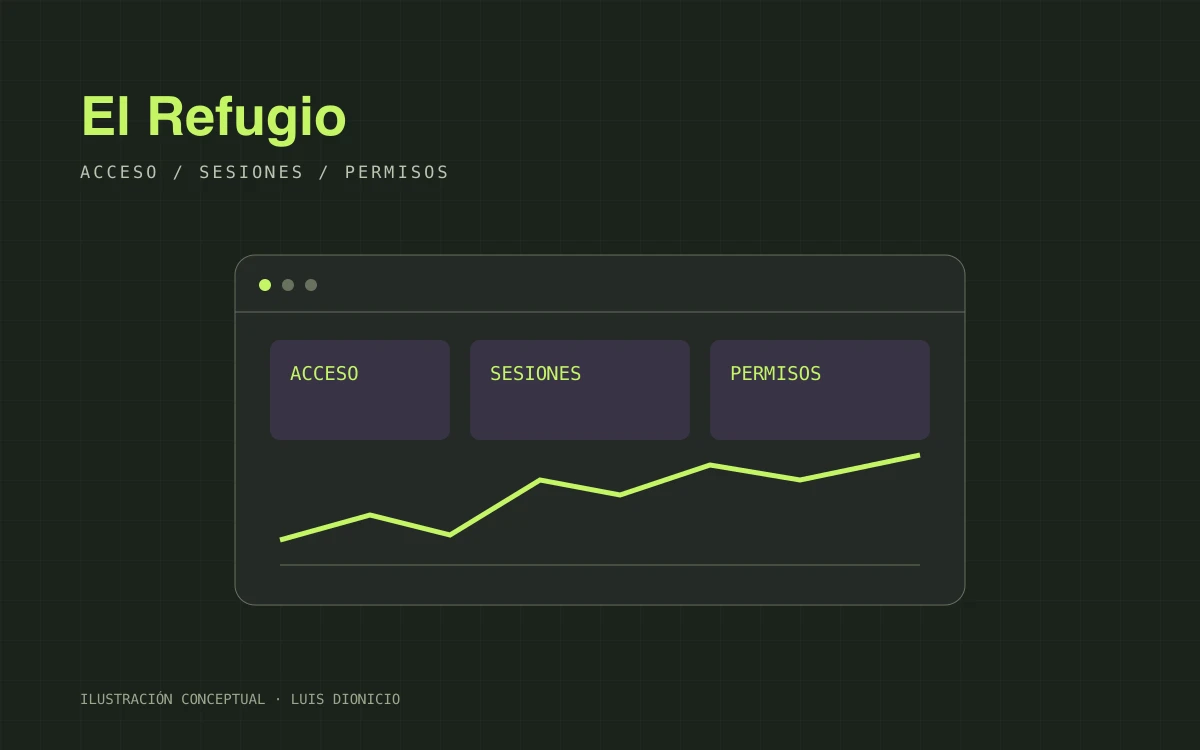 El Refugio
ACCESO / SESIONES / PERMISOS
ACCESO
SESIONES
PERMISOS
ILUSTRACIÓN CONCEPTUAL · LUIS DIONICIO